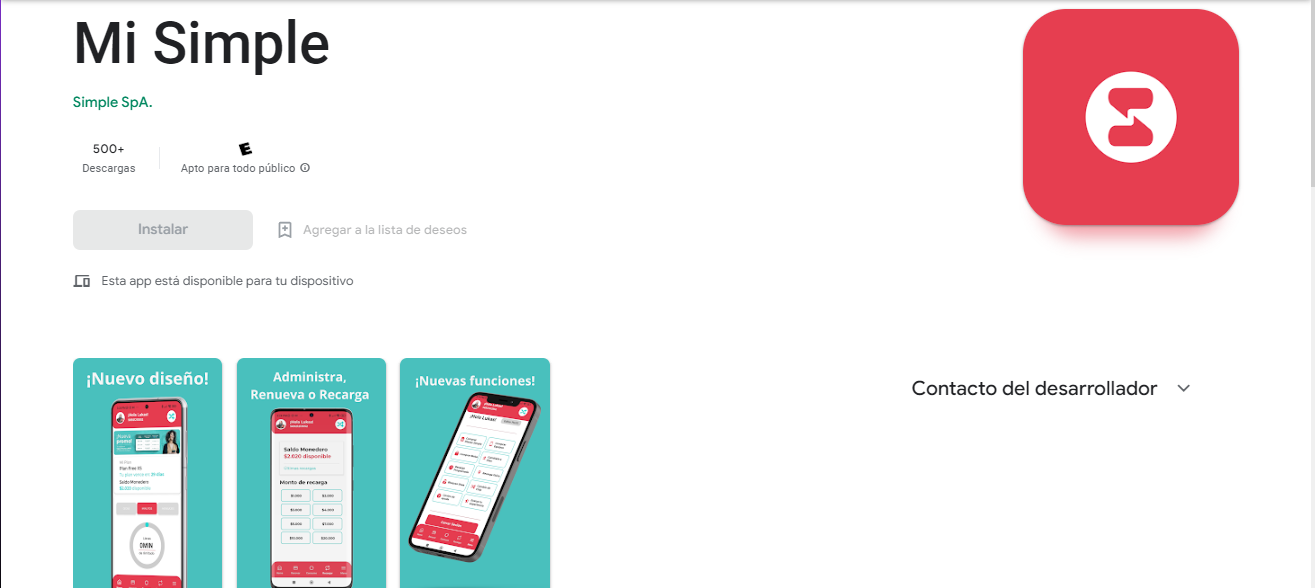 Mi Simple
Simple SpA.
500+
Descargas
E
Apto para todo público
Instalar
Agregar a la lista de deseos
Esta app está disponible para tu dispositivo
¡Nuevo diseño!
Administra,
Renueva o Recarga
Saldo Monedero
$2.020 disponible
Monto de recarga
¡Nuevas funciones!
Contacto del desarrollador